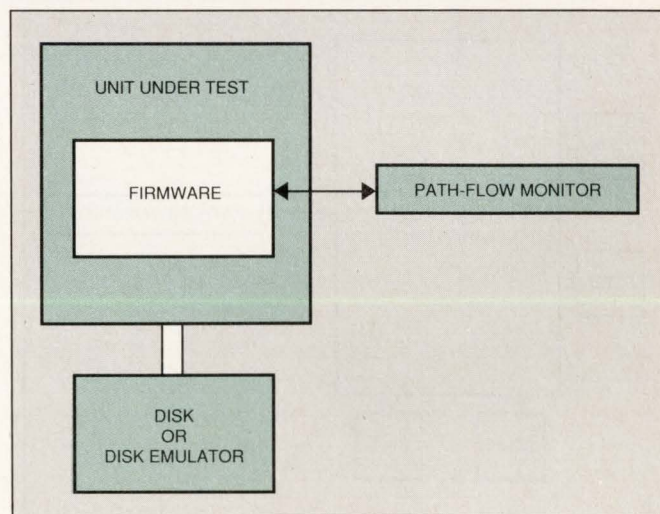 UNIT UNDER TEST
FIRMWARE
PATH-FLOW MONITOR
DISK
OR
DISK EMULATOR